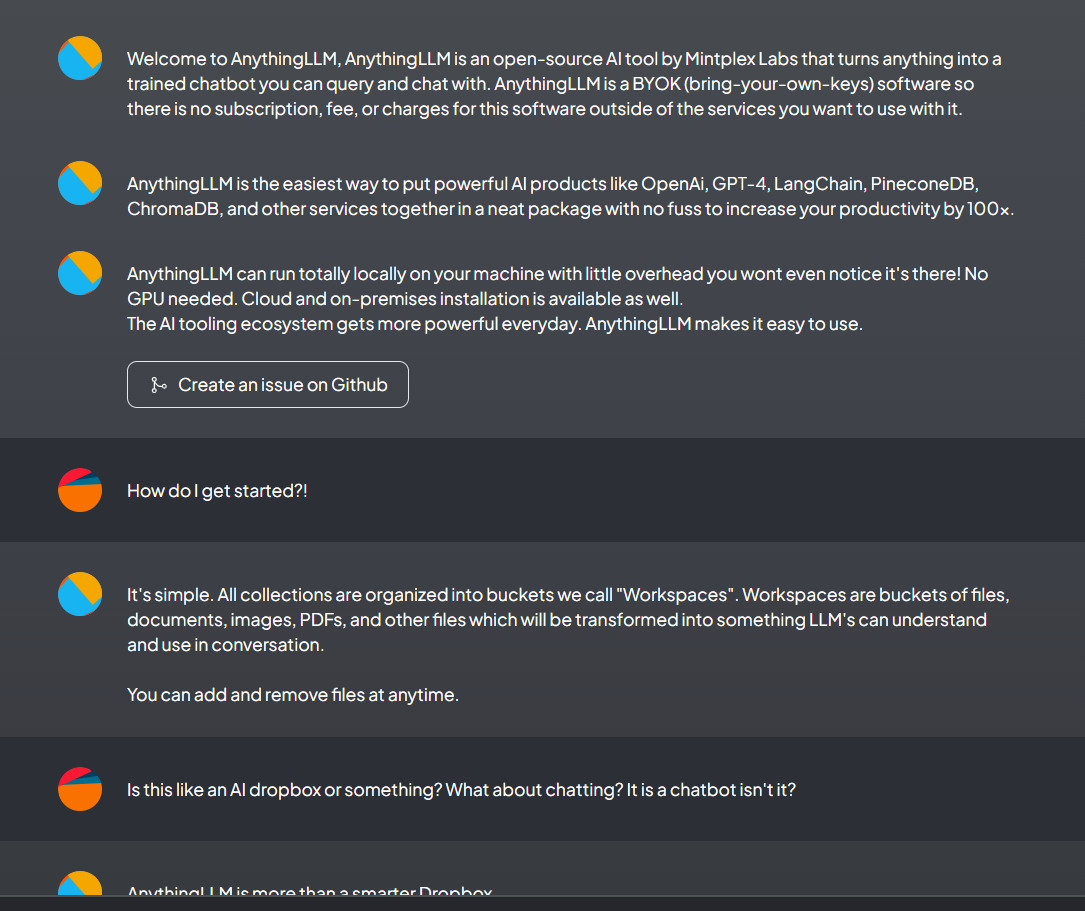 Welcome to AnythingLLM, AnythingLLM is an open-source AI tool by Mintplex Labs that turns anything into a
trained chatbot you can query and chat with. AnythingLLM is a BYOK (bring-your-own-keys) software so
there is no subscription, fee, or charges for this software outside of the services you want to use with it.
AnythingLLM is the easiest way to put powerful AI products like OpenAi, GPT-4, LangChain, PineconeDB,
ChromaDB, and other services together in a neat package with no fuss to increase your productivity by 100x.
AnythingLLM can run totally locally on your machine with little overhead you wont even notice it's there! No
GPU needed. Cloud and on-premises installation is available as well.
The AI tooling ecosystem gets more powerful everyday. AnythingLLM makes it easy to use.
Create an issue on Github
How do I get started?!
It's simple. All collections are organized into buckets we call "Workspaces". Workspaces are buckets of files,
documents, images, PDFs, and other files which will be transformed into something LLM's can understand
and use in conversation.
You can add and remove files at anytime.
Is this like an AI dropbox or something? What about chatting? It is a chatbot isn't it?
AnythingLLM is more than a smarter Dropbox.